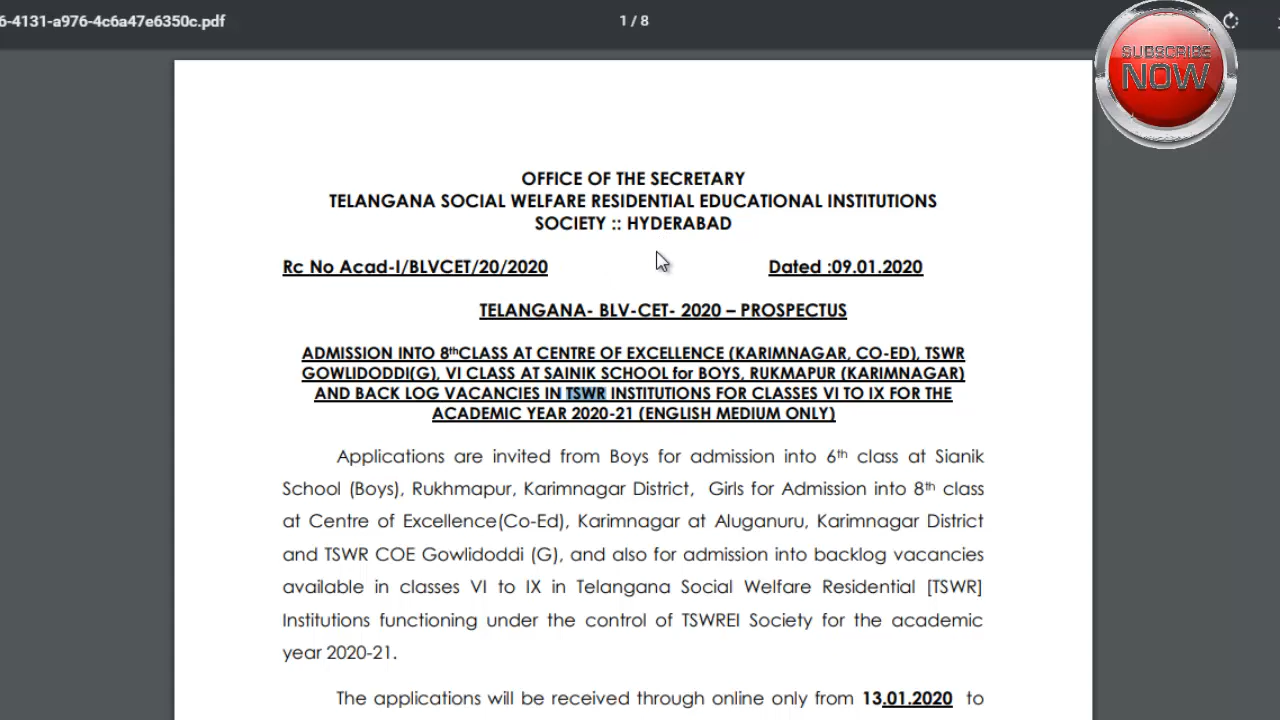 6-4131-a976-4c6a47e6350c.pdf
1 / 8
SUBSCRIBE
NOW
OFFICE OF THE SECRETARY
TELANGANA SOCIAL WELFARE RESIDENTIAL EDUCATIONAL INSTITUTIONS
SOCIETY :: HYDERABAD
Rc No Acad-I/BLVCET/20/2020 Dated :09.01.2020
TELANGANA- BLV-CET- 2020 – PROSPECTUS
ADMISSION INTO 8thCLASS AT CENTRE OF EXCELLENCE (KARIMNAGAR, CO-ED), TSWR
GOWLIDODDI(G), VI CLASS AT SAINIK SCHOOL for BOYS, RUKMAPUR (KARIMNAGAR)
AND BACK LOG VACANCIES IN TSWR INSTITUTIONS FOR CLASSES VI TO IX FOR THE
ACADEMIC YEAR 2020-21 (ENGLISH MEDIUM ONLY)
Applications are invited from Boys for admission into 6th class at Sianik
School (Boys), Rukhmapur, Karimnagar District, Girls for Admission into 8th class
at Centre of Excellence(Co-Ed), Karimnagar at Aluganuru, Karimnagar District
and TSWR COE Gowlidoddi (G), and also for admission into backlog vacancies
available in classes VI to IX in Telangana Social Welfare Residential [TSWR]
Institutions functioning under the control of TSWREI Society for the academic
year 2020-21.
The applications will be received through online only from 13.01.2020 to